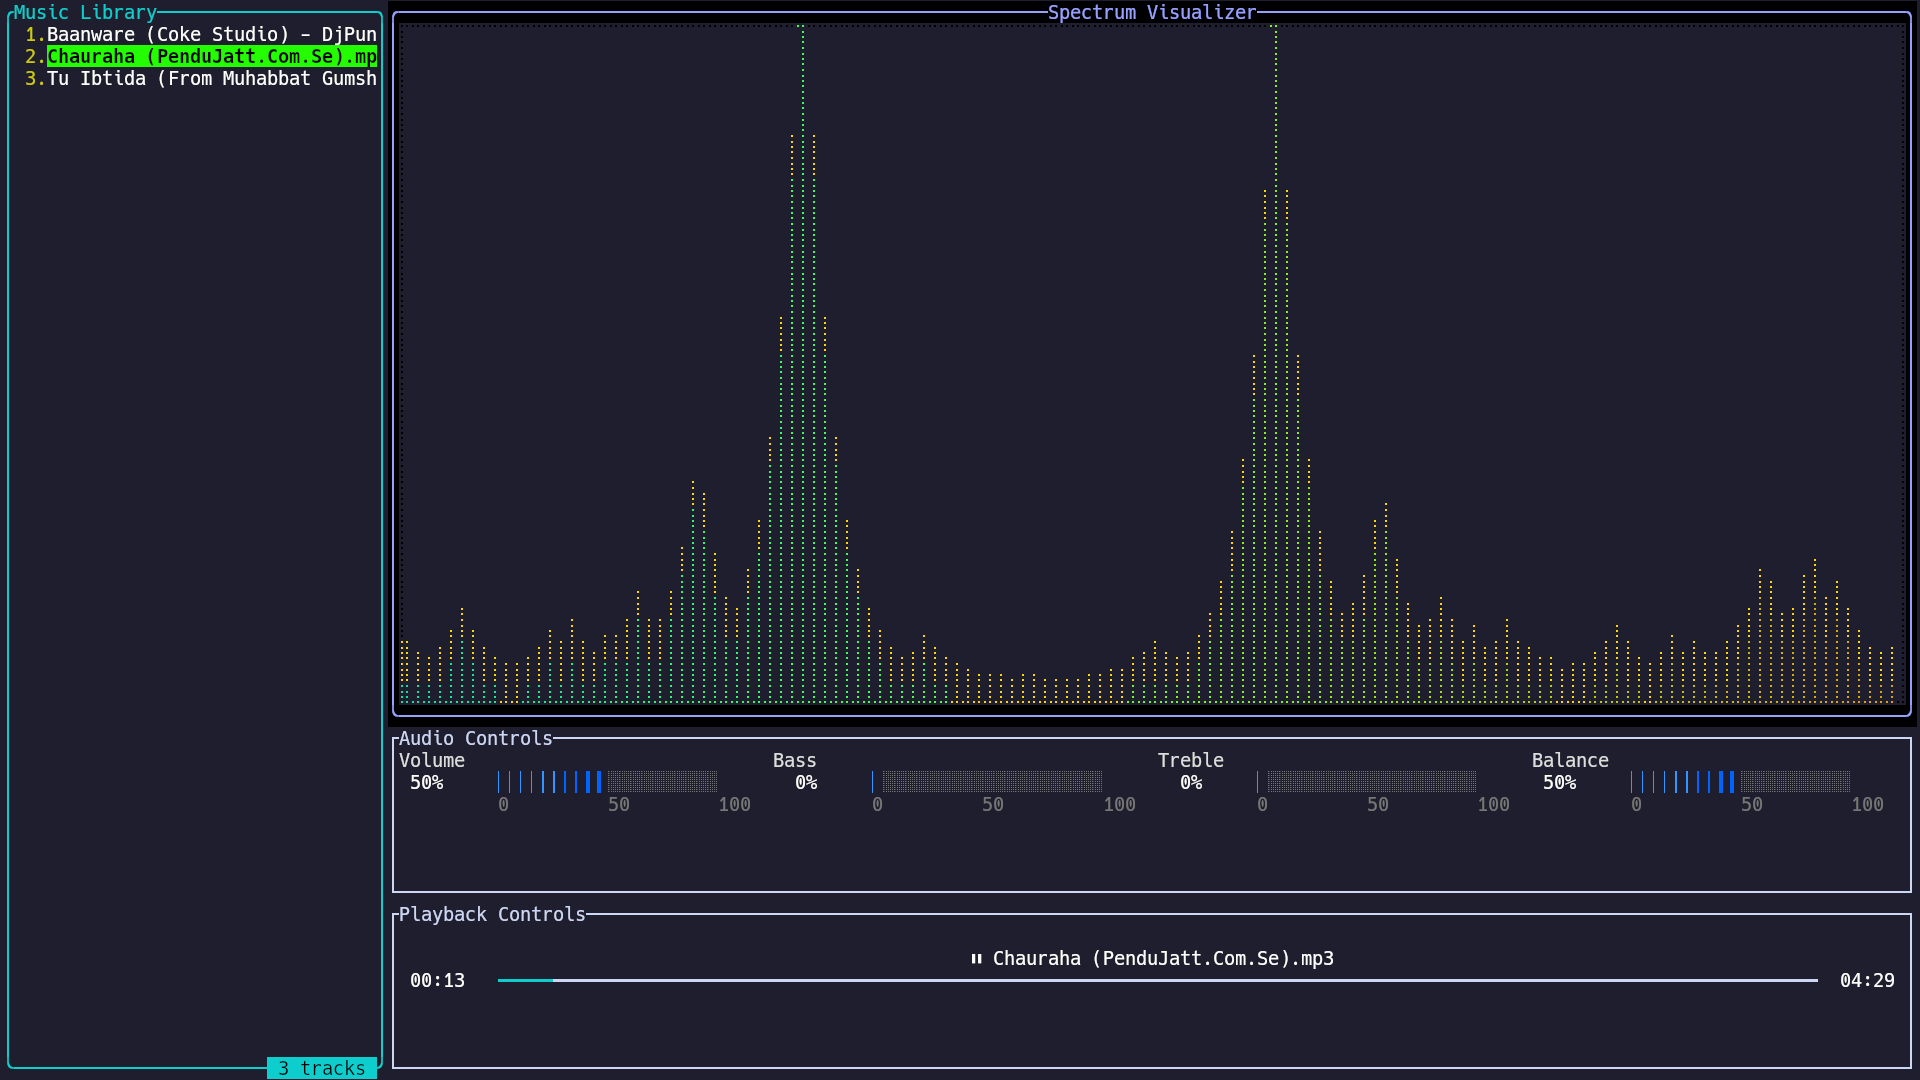 Music Library
1. Baanware (Coke Studio) - DjPun
2. Chauraha (PenduJatt.Com.Se).mp
3. Tu Ibtida (From Muhabbat Gumsh
3 tracks
Spectrum Visualizer
Audio Controls
Volume Bass Treble Balance
50% 0% 0% 50%
0 50 100 0 50 100 0 50 100 0 50 100
Playback Controls
Chauraha (PenduJatt.Com.Se).mp3
00:13 04:29